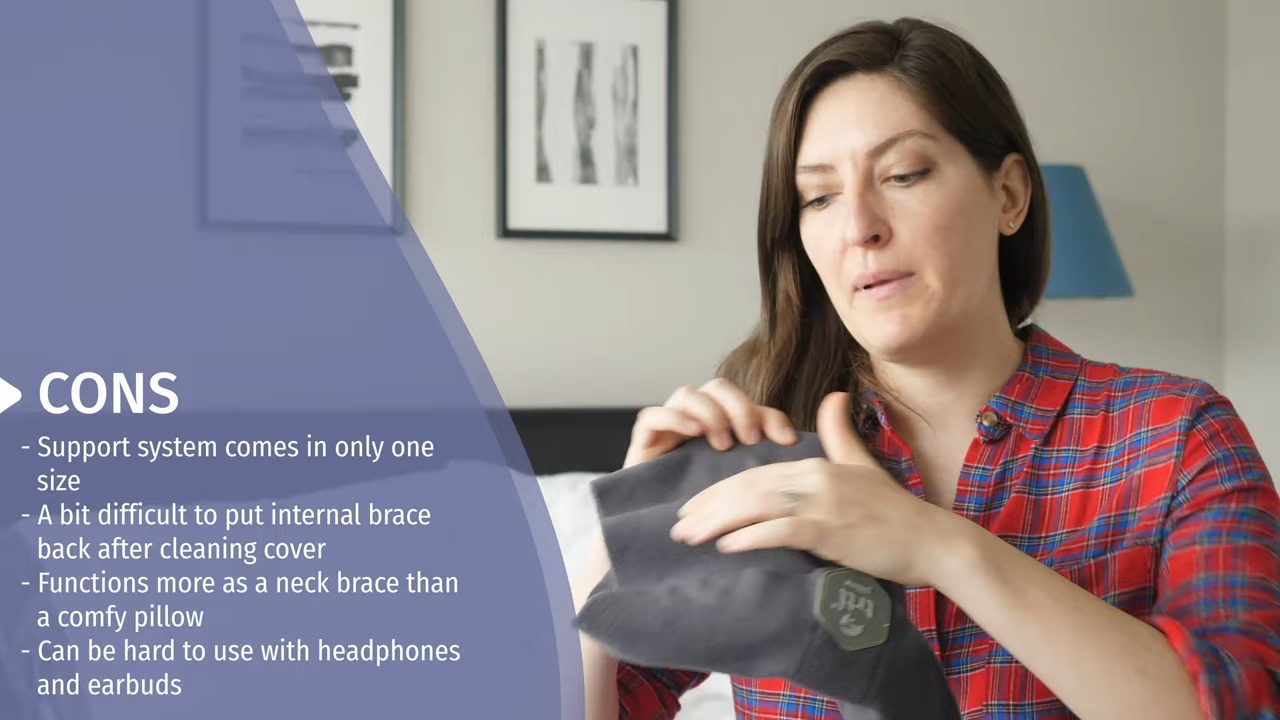 CONS
- Support system comes in only one
size
- A bit difficult to put internal brace
back after cleaning cover
- Functions more as a neck brace than
a comfy pillow
- Can be hard to use with headphones
and earbuds
trtl